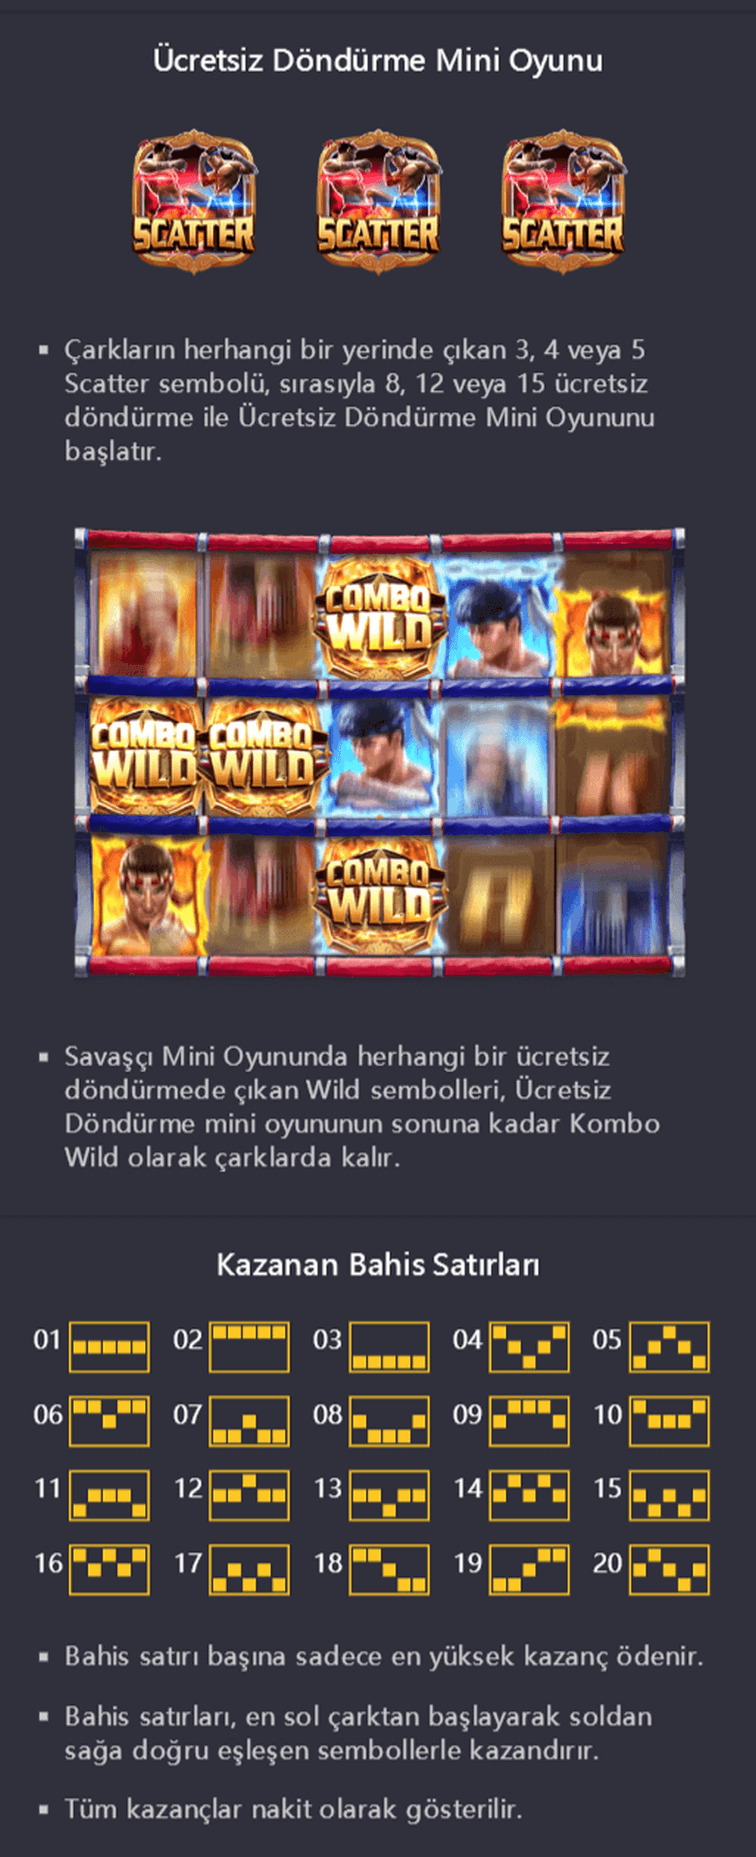 Ücretsiz Döndürme Mini Oyunu
SCATTER SCATTER SCATTER
▪ Çarkların herhangi bir yerinde çıkan 3, 4 veya 5
Scatter sembolü, sırasıyla 8, 12 veya 15 ücretsiz
döndürme ile Ücretsiz Döndürme Mini Oyununu
başlatır.
COMBO
WILD
COMBO COMBO
WILD WILD
COMBO
WILD
▪ Savaşçı Mini Oyununda herhangi bir ücretsiz
döndürmede çıkan Wild sembolleri, Ücretsiz
Döndürme mini oyununun sonuna kadar Kombo
Wild olarak çarklarda kalır.
Kazanan Bahis Satırları
01 02 03 04 05
06 07 08 09 10
11 12 13 14 15
16 17 18 19 20
▪ Bahis satırı başına sadece en yüksek kazanç ödenir.
▪ Bahis satırları, en sol çarktan başlayarak soldan
sağa doğru eşleşen sembollerle kazandırır.
▪ Tüm kazançlar nakit olarak gösterilir.